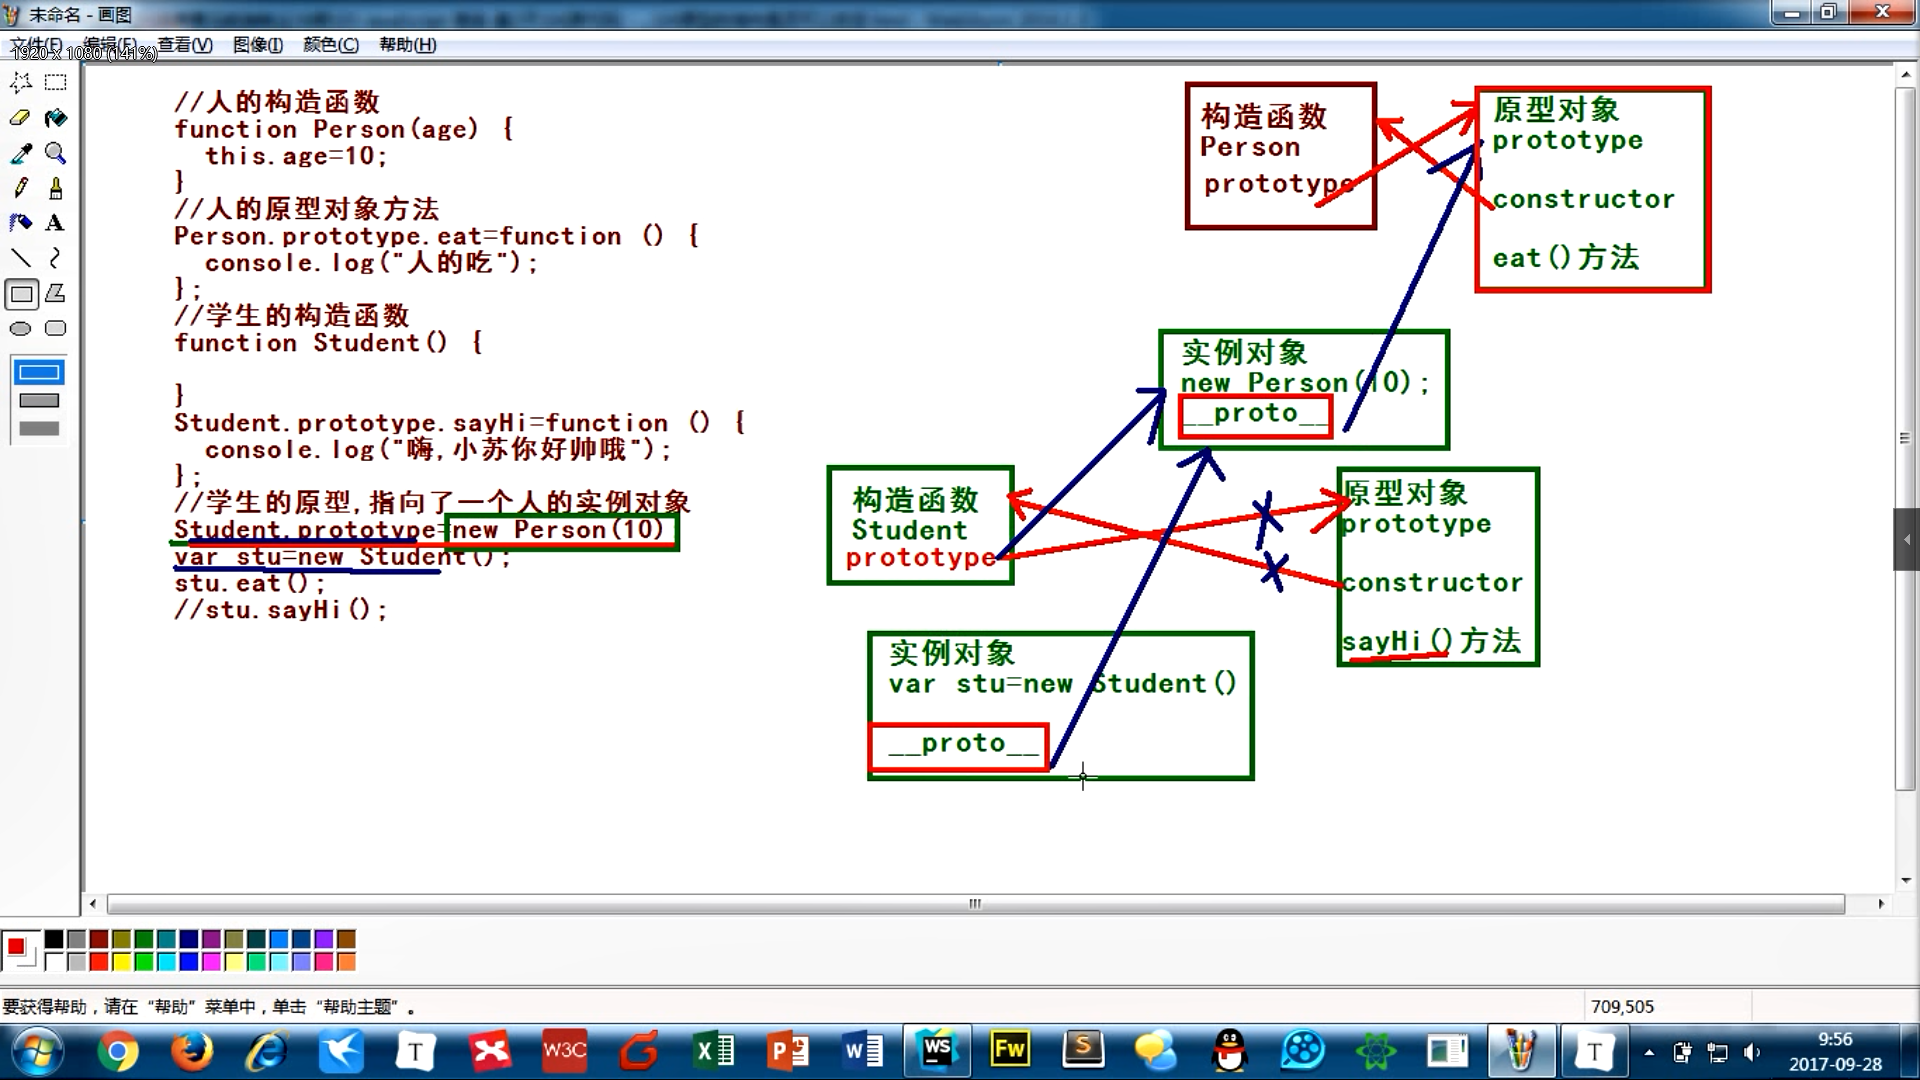 未命名 - 画图
文件(F) 编辑(E) 查看(V) 图像(I) 颜色(C) 帮助(H)
1920 x 1080 (141%)
//人的构造函数
function Person(age) {
this.age=10;
}
//人的原型对象方法
Person.prototype.eat=function () {
console.log("人的吃");
};
//学生的构造函数
function Student() {
}
Student.prototype.sayHi=function () {
console.log("嗨,小苏你好帅哦");
};
//学生的原型,指向了一个人的实例对象
Student.prototype=new Person(10)
var stu=new Student();
stu.eat();
//stu.sayHi();
构造函数
Person
prototype
原型对象
prototype
constructor
eat()方法
实例对象
new Person(10);
__proto__
构造函数
Student
prototype
原型对象
prototype
constructor
sayHi()方法
实例对象
var stu=new Student()
__proto__
要获得帮助，请在“帮助”菜单中，单击“帮助主题”。
709,505
T
W3C
WS
Fw
S
T
9:56
2017-09-28